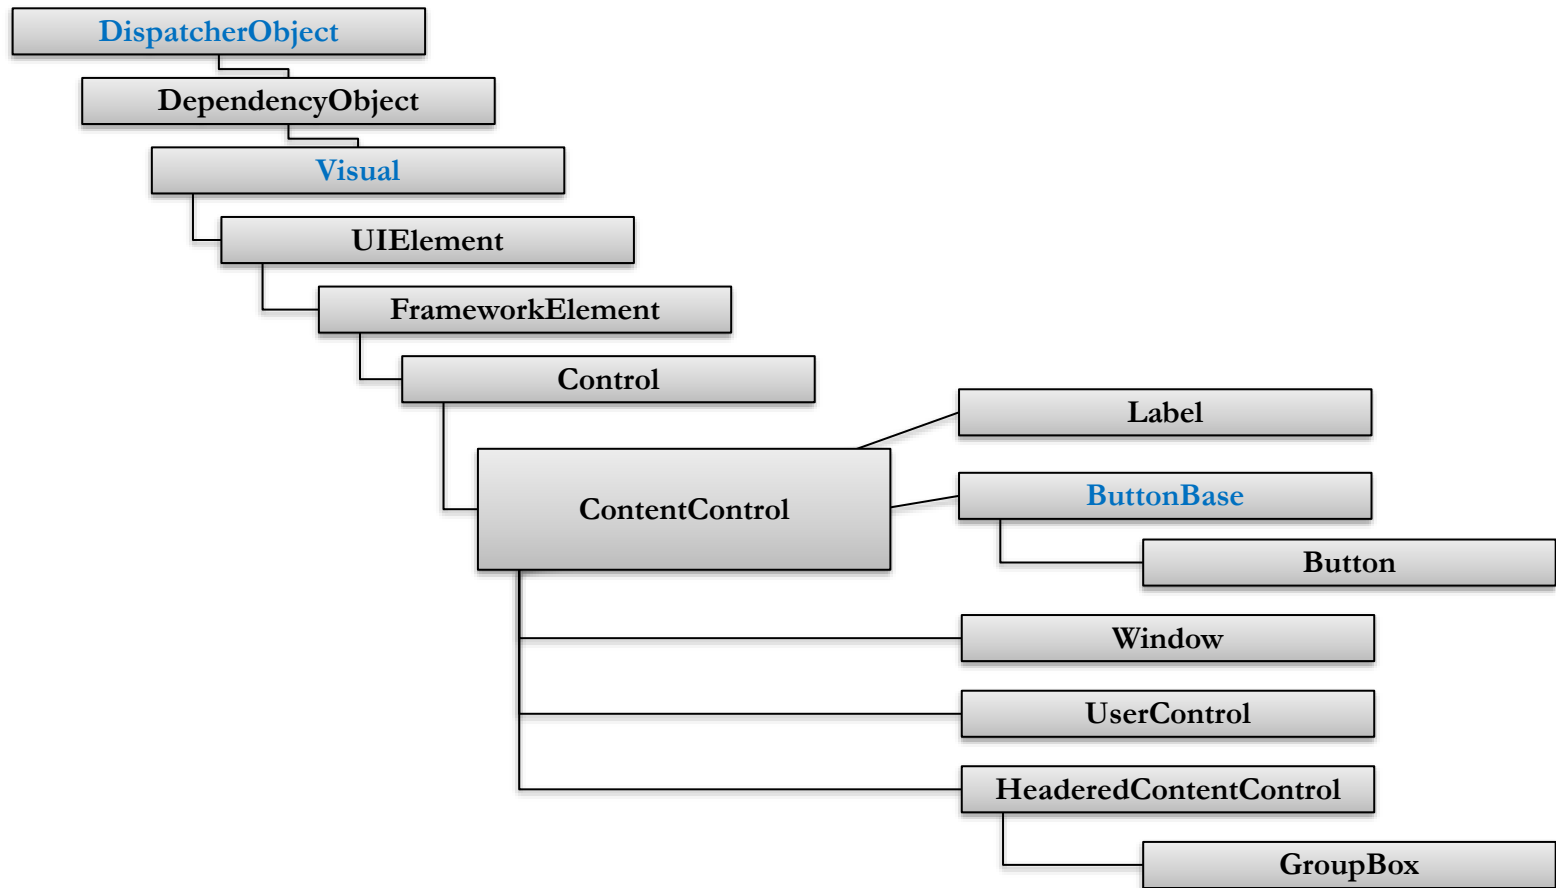 DispatcherObject
DependencyObject
Visual
UIElement
FrameworkElement
Control
ContentControl
Label
ButtonBase
Button
Window
UserControl
HeaderedContentControl
GroupBox